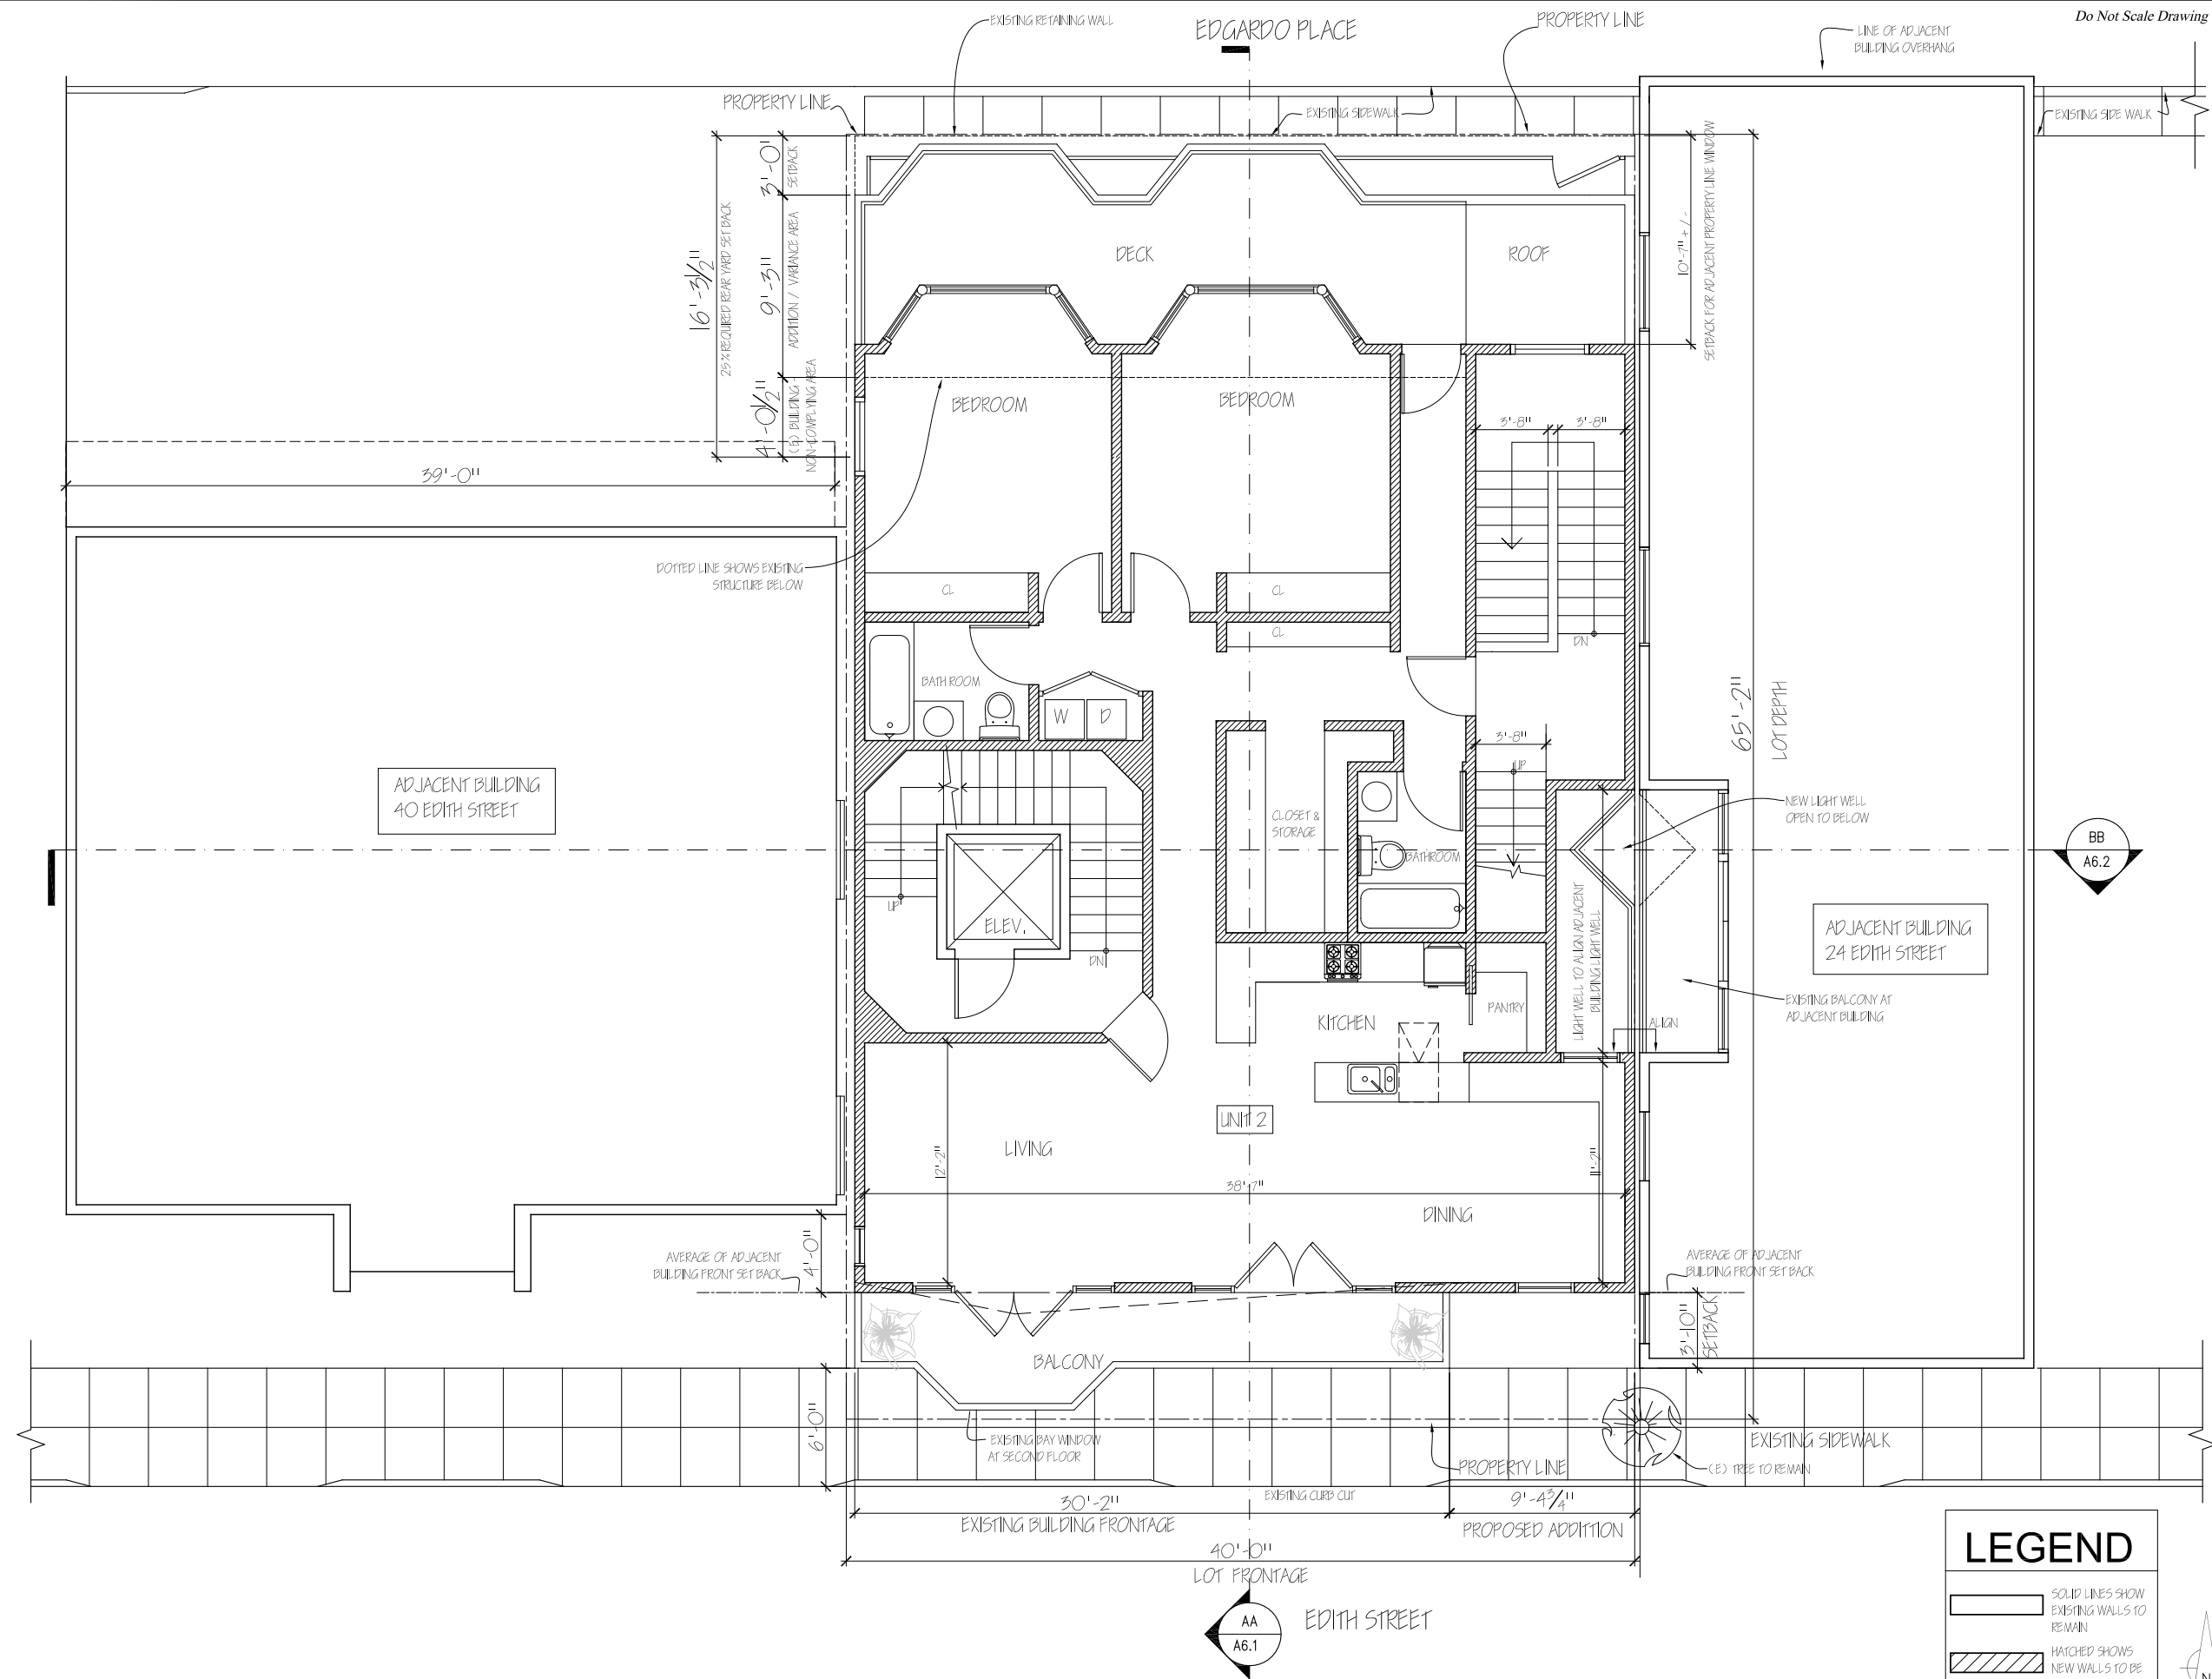 Do Not Scale Drawing
EXISTING RETAINING WALL
EDGARDO PLACE
PROPERTY LINE
LINE OF ADJACENT
BUILDING OVERHANG
PROPERTY LINE
EXISTING SIDEWALK
EXISTING SIDE WALK
3'-0"
SETBACK
16'-3½"
25% REQUIRED REAR YARD SET BACK
9'-3"
ADDITION / VARIANCE AREA
4'-0½"
(E) BUILDING -
NON-COMPLYING AREA
10'-7" + / -
SETBACK FOR ADJACENT PROPERTY LINE WINDOW
DECK
ROOF
BEDROOM
BEDROOM
3'-8"
3'-8"
39'-0"
DOTTED LINE SHOWS EXISTING
STRUCTURE BELOW
CL
CL
CL
DN
BATH ROOM
W
D
65'-2"
LOT DEPTH
3'-8"
UP
ADJACENT BUILDING
40 EDITH STREET
NEW LIGHT WELL
OPEN TO BELOW
CLOSET &
STORAGE
BATHROOM
BB
A6.2
UP
ELEV.
DN
LIGHT WELL TO ALIGN ADJACENT
BUILDING LIGHT WELL
ADJACENT BUILDING
24 EDITH STREET
PANTRY
KITCHEN
ALIGN
EXISTING BALCONY AT
ADJACENT BUILDING
UNIT 2
LIVING
12'-2"
11'-2"
38'-7"
DINING
4'-0"
AVERAGE OF ADJACENT
BUILDING FRONT SET BACK
AVERAGE OF ADJACENT
BUILDING FRONT SET BACK
3'-10"
SETBACK
BALCONY
6'-0"
EXISTING BAY WINDOW
AT SECOND FLOOR
EXISTING SIDEWALK
PROPERTY LINE
(E) TREE TO REMAIN
30'-2"
EXISTING CURB CUT
9'-4¾"
EXISTING BUILDING FRONTAGE
PROPOSED ADDITTION
40'-0"
LOT FRONTAGE
AA
A6.1
EDITH STREET
LEGEND
SOLID LINES SHOW
EXISTING WALLS TO
REMAIN
HATCHED SHOWS
NEW WALLS TO BE
N